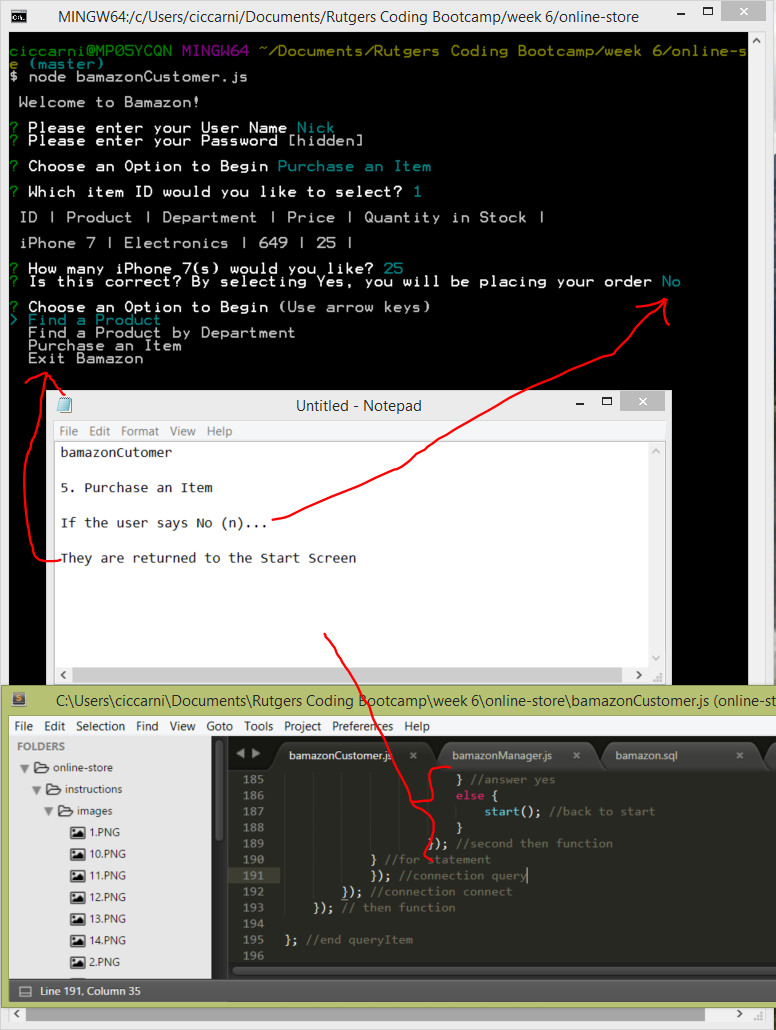 MINGW64:/c/Users/ciccarni/Documents/Rutgers Coding Bootcamp/week 6/online-store
ciccarni@MP05YCQN MINGW64 ~/Documents/Rutgers Coding Bootcamp/week 6/online-s
e (master)
$ node bamazonCustomer.js
Welcome to Bamazon!
? Please enter your User Name Nick
? Please enter your Password [hidden]
? Choose an Option to Begin Purchase an Item
? Which item ID would you like to select? 1
ID | Product | Department | Price | Quantity in Stock |
iPhone 7 | Electronics | 649 | 25 |
? How many iPhone 7(s) would you like? 25
? Is this correct? By selecting Yes, you will be placing your order No
? Choose an Option to Begin (Use arrow keys)
> Find a Product
Find a Product by Department
Purchase an Item
Exit Bamazon
Untitled - Notepad
File Edit Format View Help
bamazonCutomer
5. Purchase an Item
If the user says No (n)...
They are returned to the Start Screen
C:\Users\ciccarni\Documents\Rutgers Coding Bootcamp\week 6\online-store\bamazonCustomer.js (online-st
File Edit Selection Find View Goto Tools Project Preferences Help
FOLDERS
online-store
instructions
images
1.PNG
10.PNG
11.PNG
12.PNG
13.PNG
14.PNG
2.PNG
bamazonCustomer.js × bamazonManager.js × bamazon.sql ×
185 } //answer yes
186 else {
187 start(); //back to start
188 }
189 }); //second then function
190 } //for statement
191 }); //connection query
192 }); //connection connect
193 }); // then function
194
195 }; //end queryItem
196
Line 191, Column 35